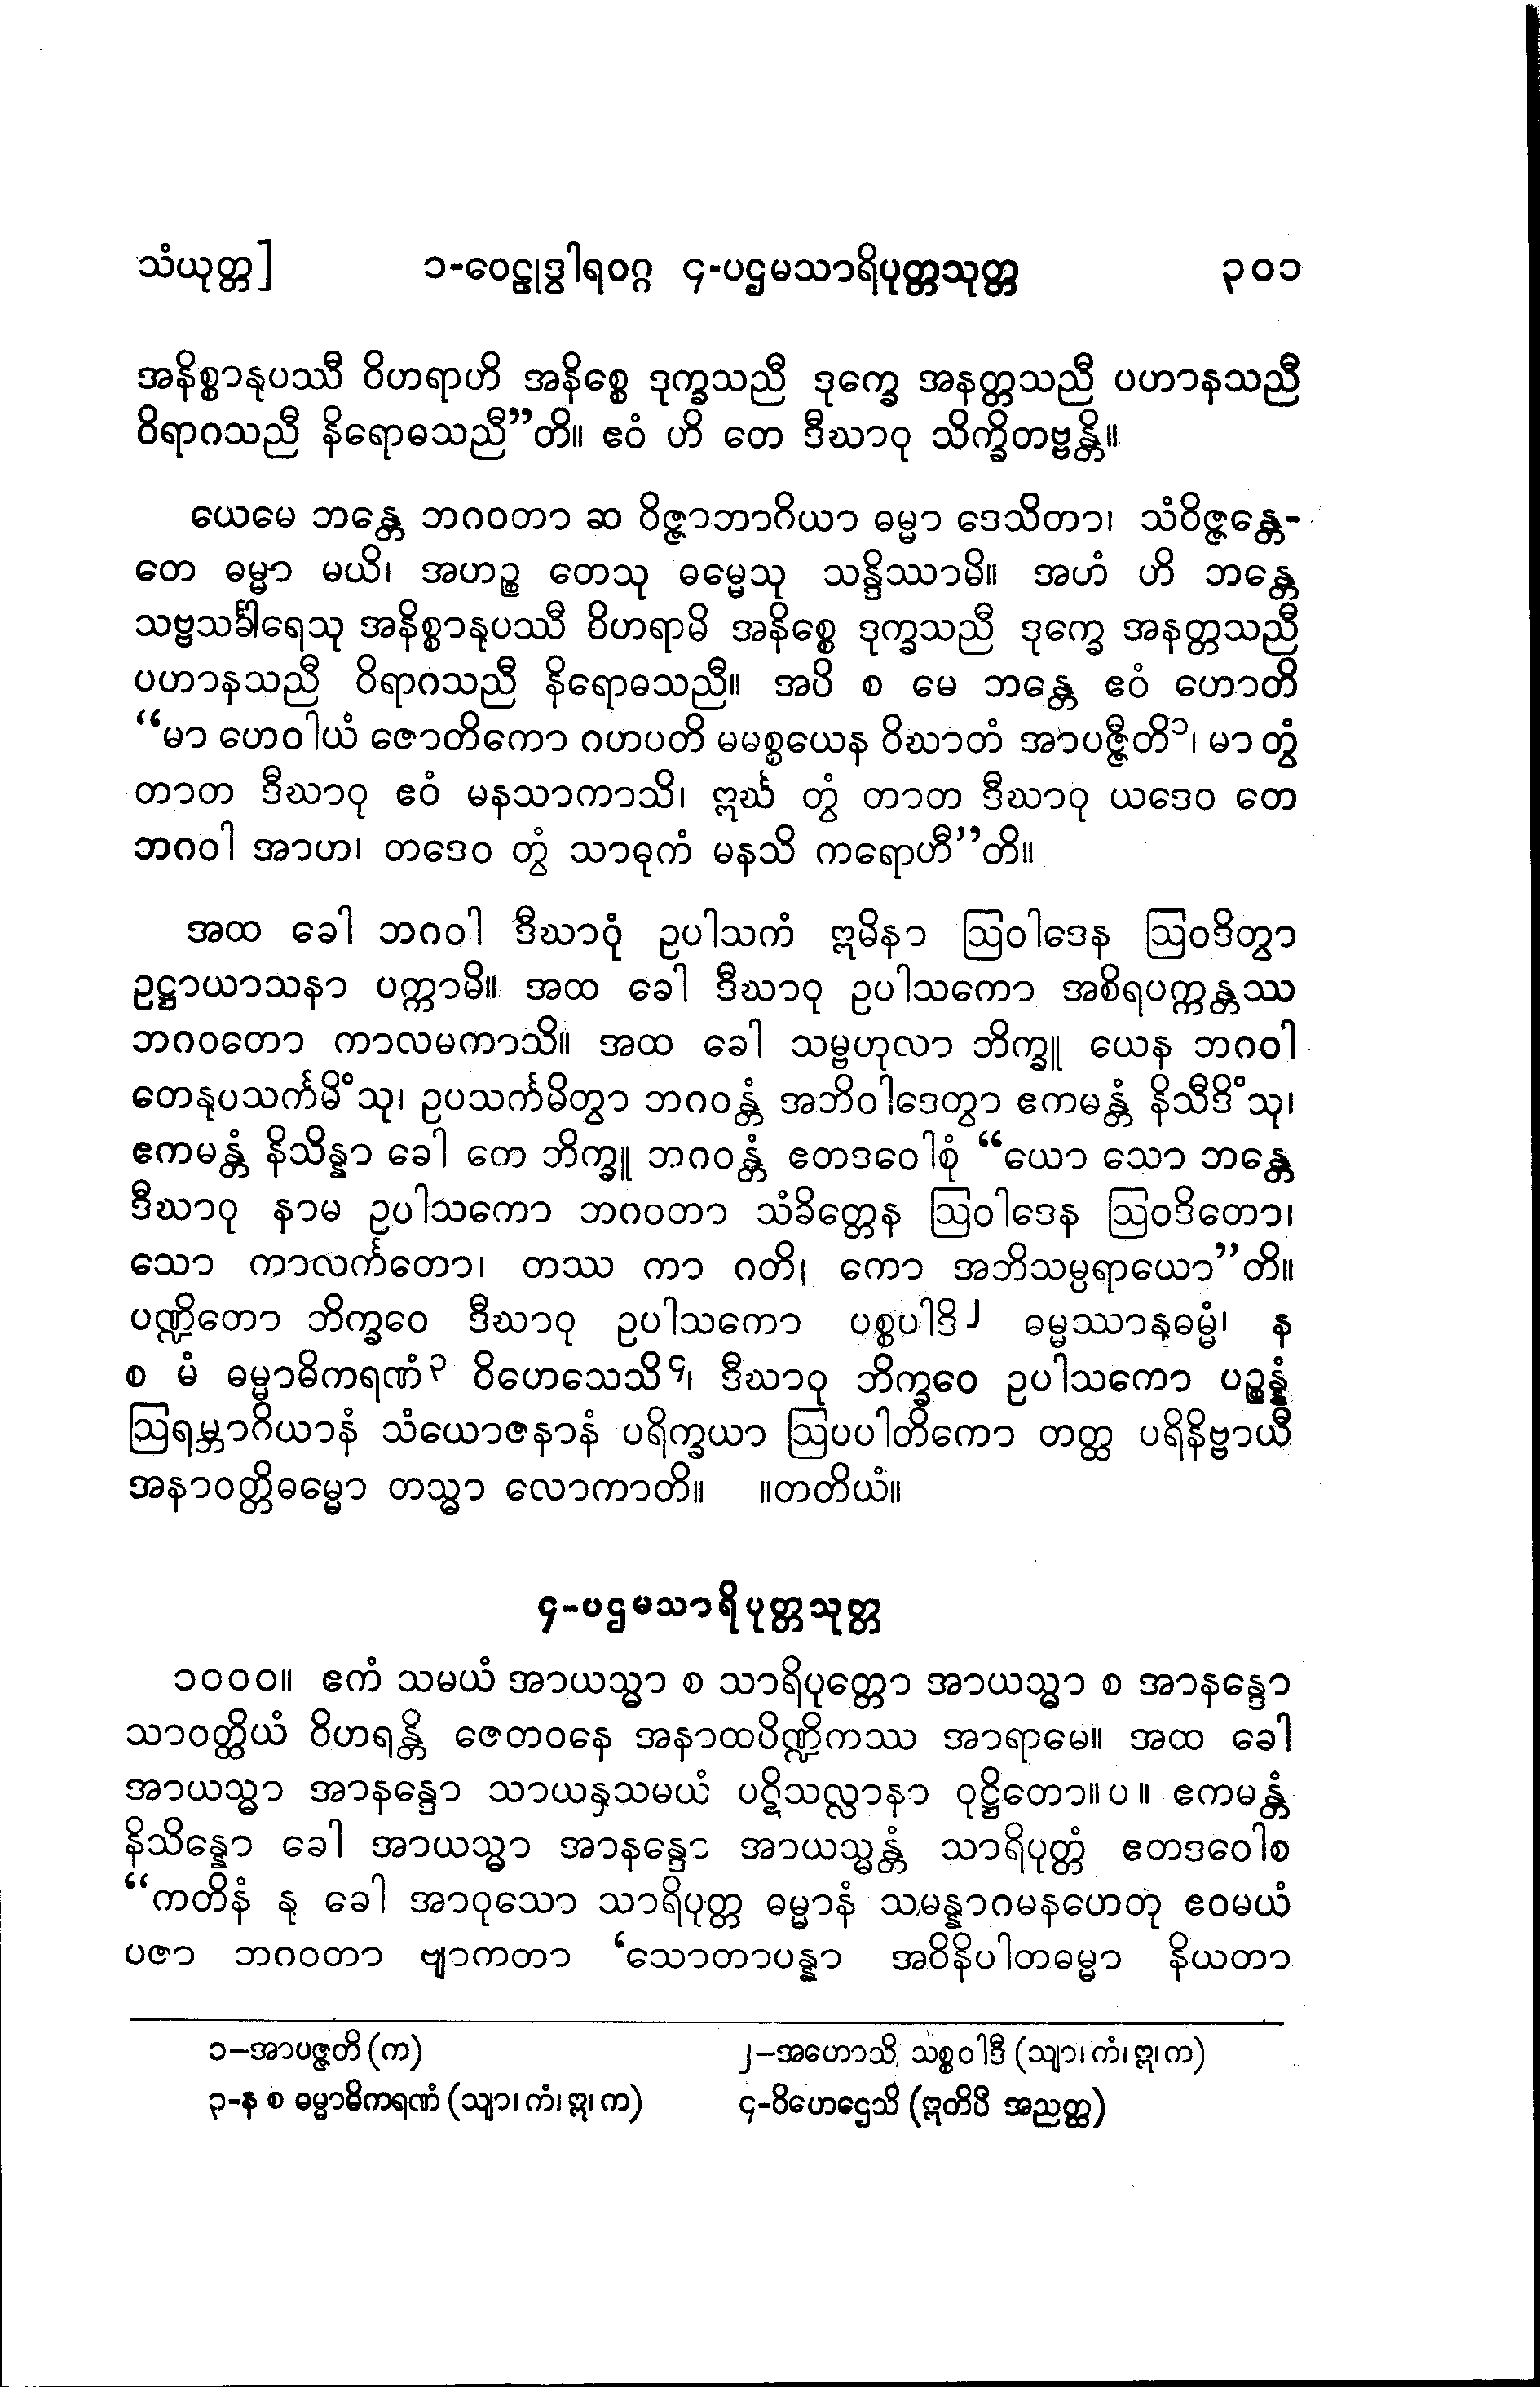 သံယုတ္တ] ၁-ဝေဠုဒွါရဝဂ္ဂ ၄-ပဌမသာရိပုတ္တသုတ္တ ၃၀၁
အနိစ္စာနုပဿီ ဝိဟရာဟိ အနိစ္စေ ဒုက္ခသညီ ဒုက္ခေ အနတ္တသညီ ပဟာနသညီ
ဝိရာဂသညီ နိရောဓသညီ”တိ။ ဧဝံ ဟိ တေ ဒီဃာဝု သိက္ခိတဗ္ဗန္တိ။
ယေမေ ဘန္တေ ဘဂဝတာ ဆ ဝိဇ္ဇာဘာဂိယာ ဓမ္မာ ဒေသိတာ၊ သံဝိဇ္ဇန္တေ-
တေ ဓမ္မာ မယိ၊ အဟဉ္စ တေသု ဓမ္မေသု သန္ဒိဿာမိ။ အဟံ ဟိ ဘန္တေ
သဗ္ဗသင်္ခါရေသု အနိစ္စာနုပဿီ ဝိဟရာမိ အနိစ္စေ ဒုက္ခသညီ ဒုက္ခေ အနတ္တသညီ
ပဟာနသညီ ဝိရာဂသညီ နိရောဓသညီ။ အပိ စ မေ ဘန္တေ ဧဝံ ဟောတိ
“မာ ဟေဝါယံ ဇောတိကော ဂဟပတိ မမစ္စယေန ဝိဃာတံ အာပဇ္ဇီတိ၁၊ မာ တွံ
တာတ ဒီဃာဝု ဧဝံ မနသာကာသိ၊ ဣင်္ဃ တွံ တာတ ဒီဃာဝု ယဒေဝ တေ
ဘဂဝါ အာဟ၊ တဒေဝ တွံ သာဓုကံ မနသိ ကရောဟီ”တိ။
အထ ခေါ ဘဂဝါ ဒီဃာဝုံ ဥပါသကံ ဣမိနာ ဩဝါဒေန ဩဝဒိတွာ
ဥဋ္ဌာယာသနာ ပက္ကာမိ။ အထ ခေါ ဒီဃာဝု ဥပါသကော အစိရပက္ကန္တဿ
ဘဂဝတော ကာလမကာသိ။ အထ ခေါ သမ္ဗဟုလာ ဘိက္ခူ ယေန ဘဂဝါ
တေနုပသင်္ကမိံသု၊ ဥပသင်္ကမိတွာ ဘဂဝန္တံ အဘိဝါဒေတွာ ဧကမန္တံ နိသီဒိံသု၊
ဧကမန္တံ နိသိန္နာ ခေါ တေ ဘိက္ခူ ဘဂဝန္တံ ဧတဒဝေါစုံ “ယော သော ဘန္တေ
ဒီဃာဝု နာမ ဥပါသကော ဘဂဝတာ သံခိတ္တေန ဩဝါဒေန ဩဝဒိတော၊
သော ကာလင်္ကတော၊ တဿ ကာ ဂတိ၊ ကော အဘိသမ္ပရာယော”တိ။
ပဏ္ဍိတော ဘိက္ခဝေ ဒီဃာဝု ဥပါသကော ပစ္စပါဒိ၂ ဓမ္မဿာနုဓမ္မံ၊ န
စ မံ ဓမ္မာဓိကရဏံ၃ ဝိဟေသေသိ၄၊ ဒီဃာဝု ဘိက္ခဝေ ဥပါသကော ပဉ္စန္နံ
ဩရမ္ဘာဂိယာနံ သံယောဇနာနံ ပရိက္ခယာ ဩပပါတိကော တတ္ထ ပရိနိဗ္ဗာယီ
အနာဝတ္တိဓမ္မော တသ္မာ လောကာတိ။ ။တတိယံ။
၄-ပဌမသာရိပုတ္တသုတ္တ
၁၀၀၀။ ဧကံ သမယံ အာယသ္မာ စ သာရိပုတ္တော အာယသ္မာ စ အာနန္ဒော
သာဝတ္ထိယံ ဝိဟရန္တိ ဇေတဝနေ အနာထပိဏ္ဍိကဿ အာရာမေ။ အထ ခေါ
အာယသ္မာ အာနန္ဒော သာယနှသမယံ ပဋိသလ္လာနာ ဝုဋ္ဌိတော။ပ။ ဧကမန္တံ
နိသိန္နော ခေါ အာယသ္မာ အာနန္ဒော အာယသ္မန္တံ သာရိပုတ္တံ ဧတဒဝေါစ
“ကတိနံ နု ခေါ အာဝုသော သာရိပုတ္တ ဓမ္မာနံ သမန္နာဂမနဟေတု ဧဝမယံ
ပဇာ ဘဂဝတာ ဗျာကတာ ‘သောတာပန္နာ အဝိနိပါတဓမ္မာ နိယတာ
၁–အာပဇ္ဇတိ (က) ၂–အဟောသိ, သစ္စဝါဒီ (သျာ၊ ကံ၊ ဣ၊ က)
၃-န စ ဓမ္မာဓိကရဏံ (သျာ၊ ကံ၊ ဣ၊ က) ၄-ဝိဟေဌေသိ (ဣတိပိ အညတ္ထ)